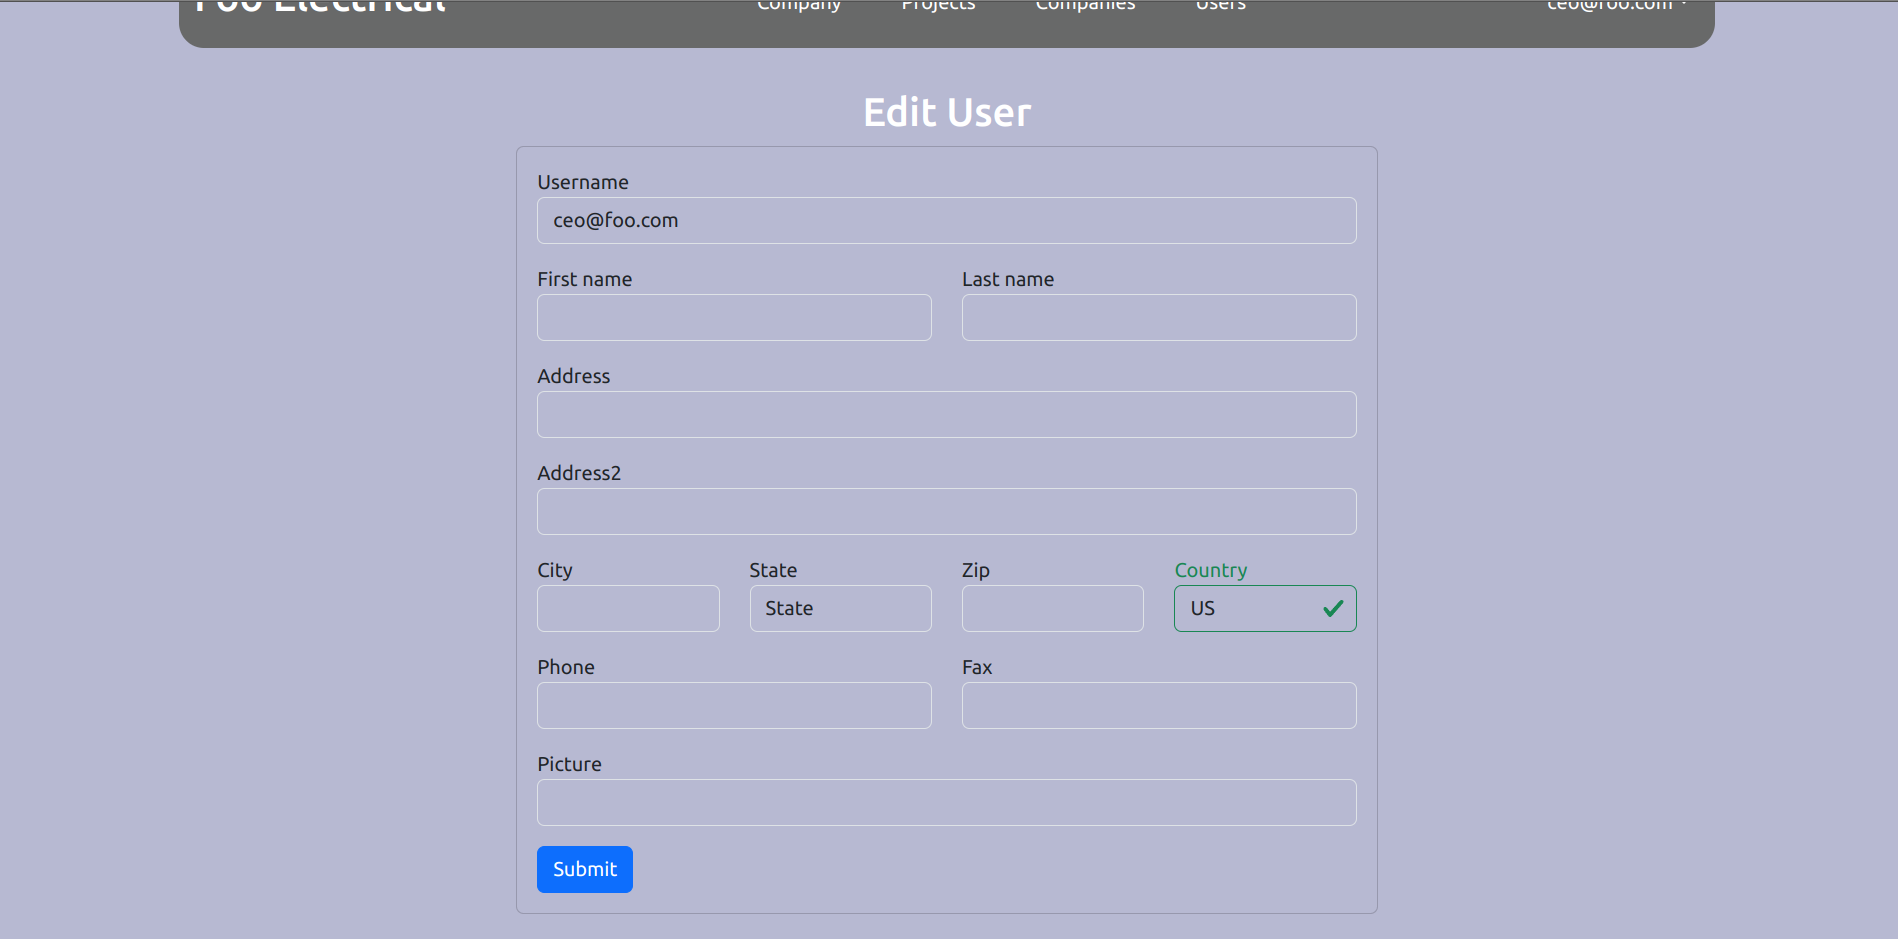 Foo Electrical Company Projects Companies Users ceo@foo.com
Edit User
Username
ceo@foo.com
First name Last name
Address
Address2
City State Zip Country
State US
Phone Fax
Picture
Submit